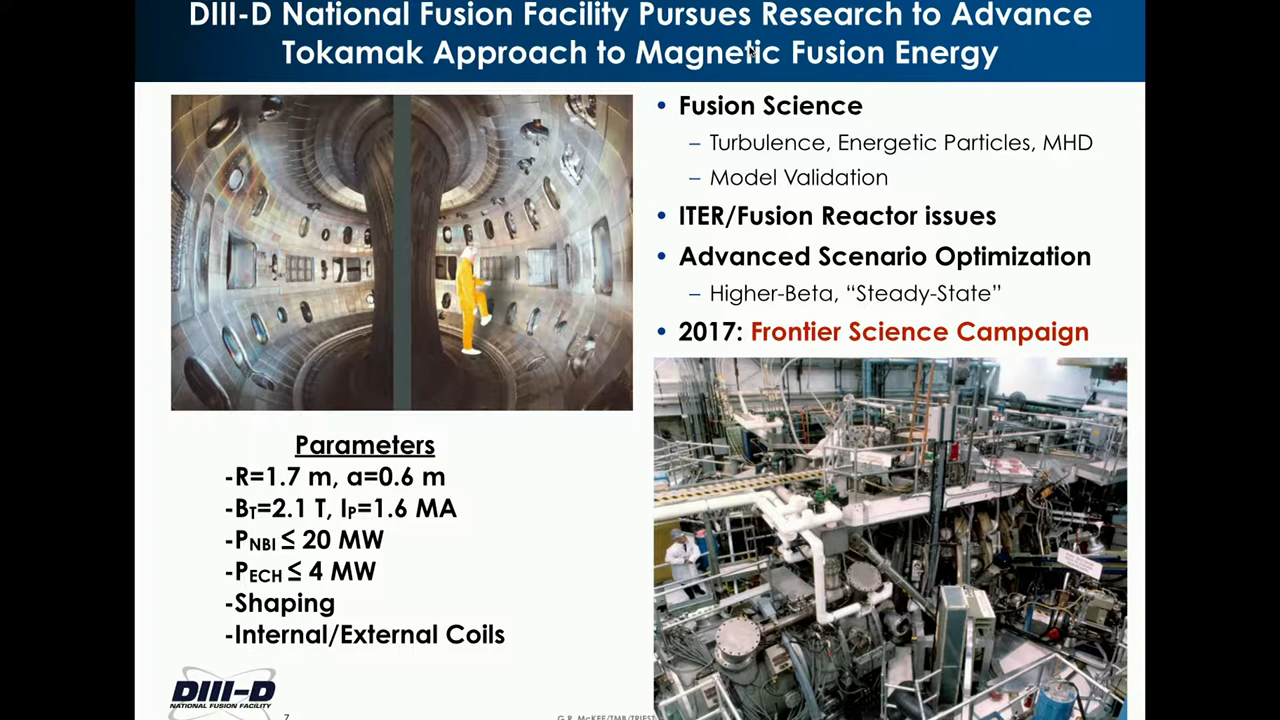 DIII-D National Fusion Facility Pursues Research to Advance
Tokamak Approach to Magnetic Fusion Energy
• Fusion Science
– Turbulence, Energetic Particles, MHD
– Model Validation
• ITER/Fusion Reactor issues
• Advanced Scenario Optimization
– Higher-Beta, “Steady-State”
• 2017: Frontier Science Campaign
Parameters
-R=1.7 m, a=0.6 m
-BT=2.1 T, IP=1.6 MA
-PNBI ≤ 20 MW
-PECH ≤ 4 MW
-Shaping
-Internal/External Coils
DIII-D
NATIONAL FUSION FACILITY
7
G.R. McKEE/TMB/TRIEST